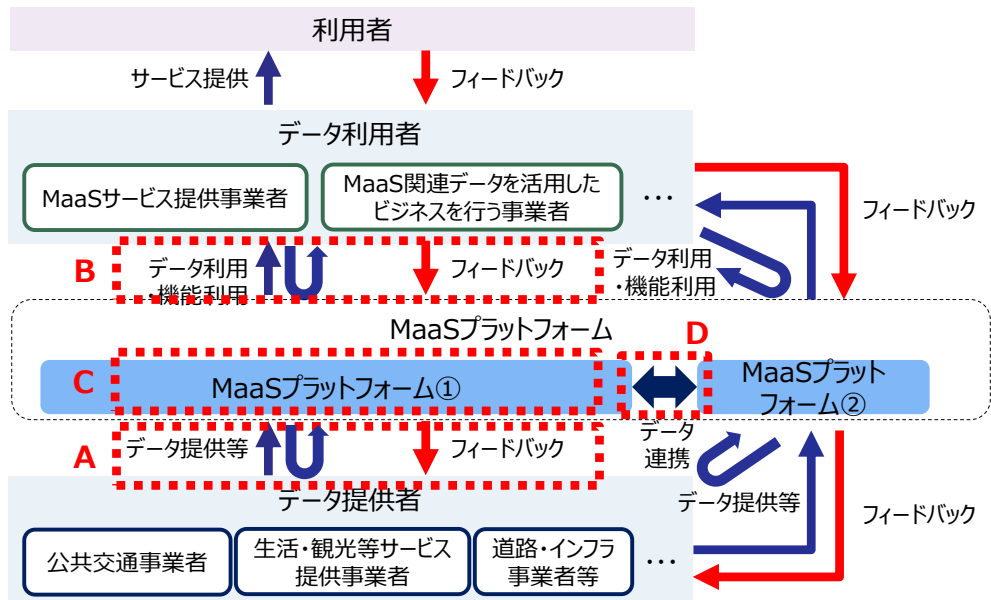 利用者
サービス提供
フィードバック
データ利用者
MaaSサービス提供事業者
MaaS関連データを活用した
ビジネスを行う事業者
…
フィードバック
B
データ利用
・機能利用
フィードバック
データ利用
・機能利用
MaaSプラットフォーム
D
C
MaaSプラットフォーム①
MaaSプラット
フォーム②
A
データ提供等
フィードバック
データ
連携
データ提供等
フィードバック
データ提供者
公共交通事業者
生活・観光等サービス
提供事業者
道路・インフラ
事業者等
…